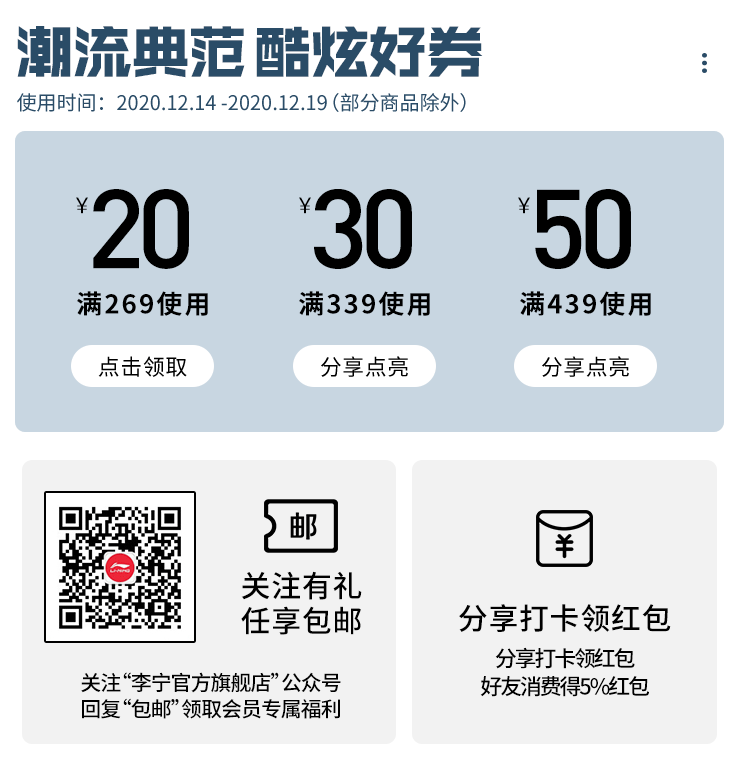 潮流典范 酷炫好券
使用时间：2020.12.14 -2020.12.19（部分商品除外）
¥20 ¥30 ¥50
满269使用 满339使用 满439使用
点击领取 分享点亮 分享点亮
邮
LI-NING
关注有礼
任享包邮
关注“李宁官方旗舰店”公众号
回复“包邮”领取会员专属福利
¥
分享打卡领红包
分享打卡领红包
好友消费得5%红包